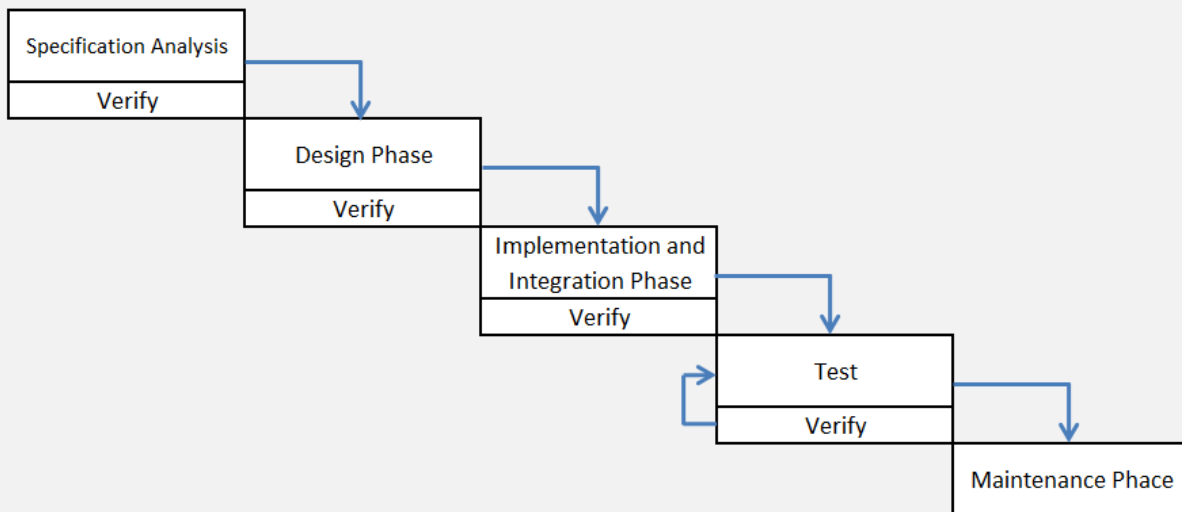 Specification Analysis
Verify
Design Phase
Verify
Implementation and
Integration Phase
Verify
Test
Verify
Maintenance Phace